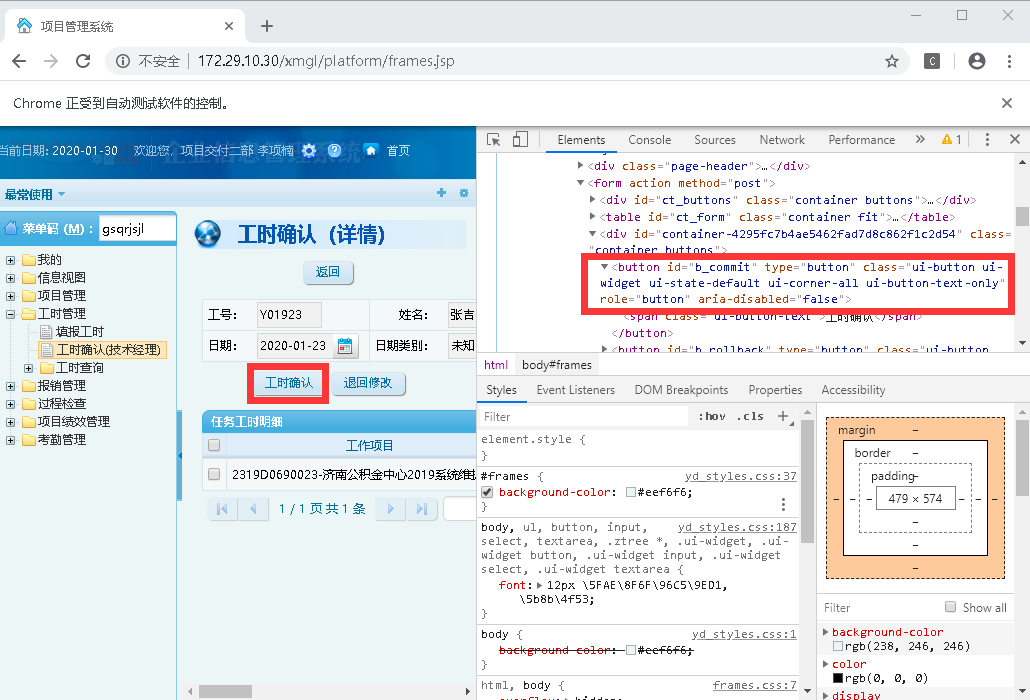 项目管理系统
不安全 172.29.10.30/xmgl/platform/frames.jsp
C
Chrome 正受到自动测试软件的控制。
当前日期: 2020-01-30 欢迎您，项目交付二部 李项楠 首页
最常使用
菜单码 (M)： gsqrjsjl
我的
信息视图
项目管理
工时管理
填报工时
工时确认(技术经理)
工时查询
报销管理
过程检查
项目绩效管理
考勤管理
工时确认（详情）
返回
工号： Y01923 姓名： 张吉
日期： 2020-01-23 日期类别： 未知
工时确认 退回修改
任务工时明细
工作项目
2319D0690023-济南公积金中心2019系统维护
1 / 1 页 共 1 条
Elements Console Sources Network Performance » 1
<div class="page-header">…</div>
<form action method="post">
<div id="ct_buttons" class="container buttons">…</div>
<table id="ct_form" class="container fit">…</table>
<div id="container-4295fc7b4ae5462fad7d8c862f1c2d54" class=
"container buttons">
<button id="b_commit" type="button" class="ui-button ui-
widget ui-state-default ui-corner-all ui-button-text-only"
role="button" aria-disabled="false">
<span class="ui-button-text">工时确认</span>
</button>
<button id="b_rollback" type="button" class="ui-button
html body#frames
Styles Event Listeners DOM Breakpoints Properties Accessibility
Filter :hov .cls +
element.style {
}
#frames { yd_styles.css:37
background-color: #eef6f6;
}
body, ul, button, input, yd_styles.css:187
select, textarea, .ztree *, .ui-widget, .ui-
widget button, .ui-widget input, .ui-widget
select, .ui-widget textarea {
font: 12px \5FAE\8F6F\96C5\9ED1,
\5b8b\4f53;
}
body { yd_styles.css:1
background-color: #eef6f6;
}
html, body { frames.css:7
overflow: hidden;
margin –
border –
padding –
– – – 479 × 574 – – –
–
–
–
Filter Show all
background-color
rgb(238, 246, 246)
color
rgb(0, 0, 0)
display